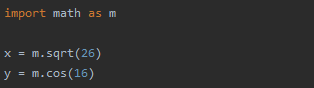 import math as m
x = m.sqrt(26)
y = m.cos(16)